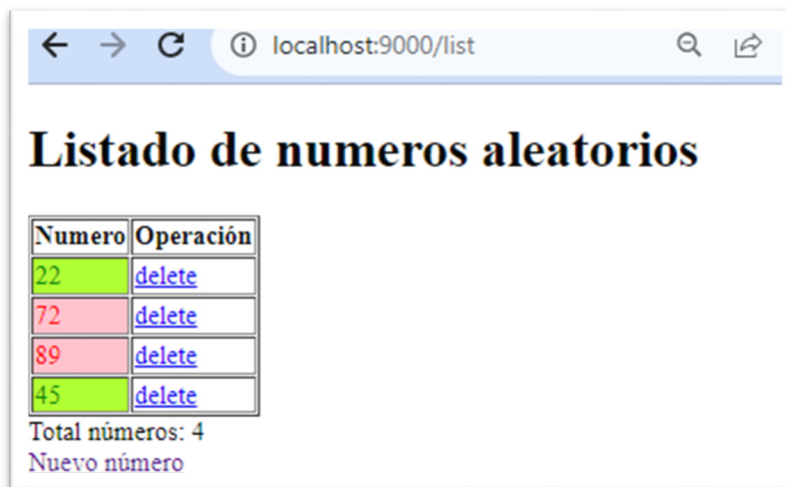 localhost:9000/list
Listado de numeros aleatorios
Numero Operación
22 delete
72 delete
89 delete
45 delete
Total números: 4
Nuevo número